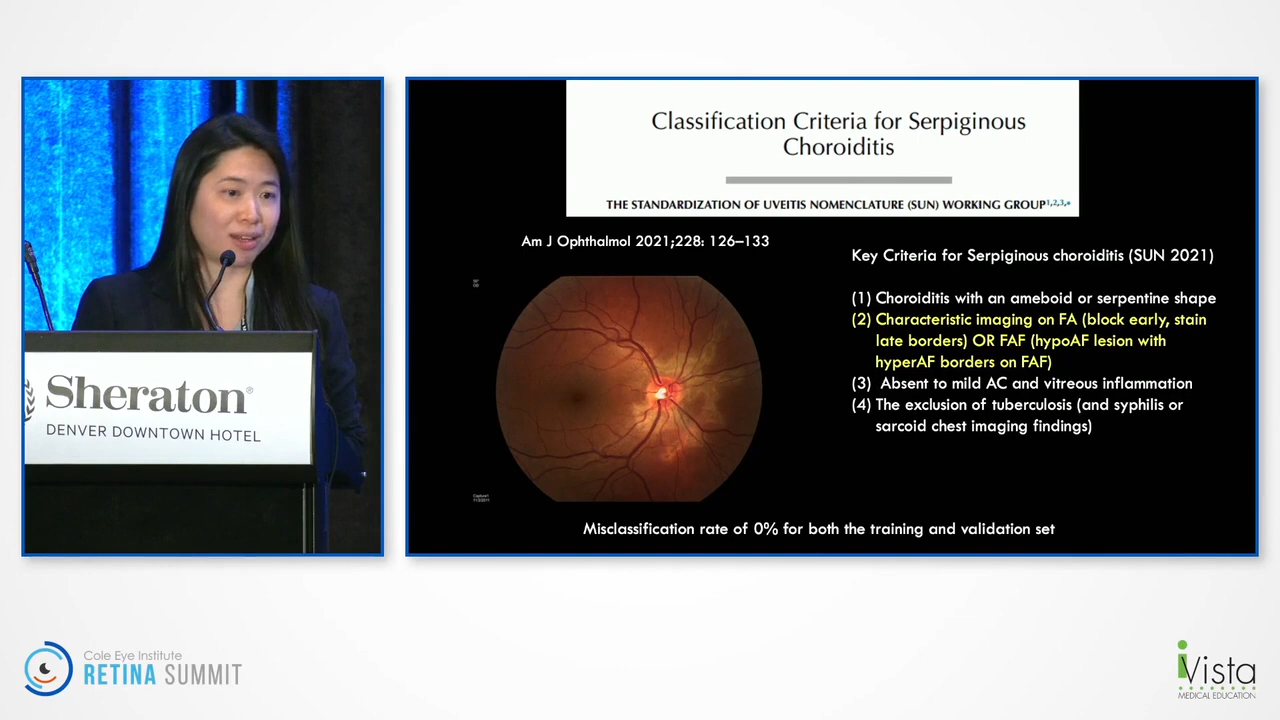 Sheraton®
DENVER DOWNTOWN HOTEL
Classification Criteria for Serpiginous
Choroiditis
THE STANDARDIZATION OF UVEITIS NOMENCLATURE (SUN) WORKING GROUP
Am J Ophthalmol 2021;228: 126–133
Key Criteria for Serpiginous choroiditis (SUN 2021)
(1) Choroiditis with an ameboid or serpentine shape
(2) Characteristic imaging on FA (block early, stain
late borders) OR FAF (hypoAF lesion with
hyperAF borders on FAF)
(3) Absent to mild AC and vitreous inflammation
(4) The exclusion of tuberculosis (and syphilis or
sarcoid chest imaging findings)
Misclassification rate of 0% for both the training and validation set
Cole Eye Institute
RETINA SUMMIT
iVista
MEDICAL EDUCATION